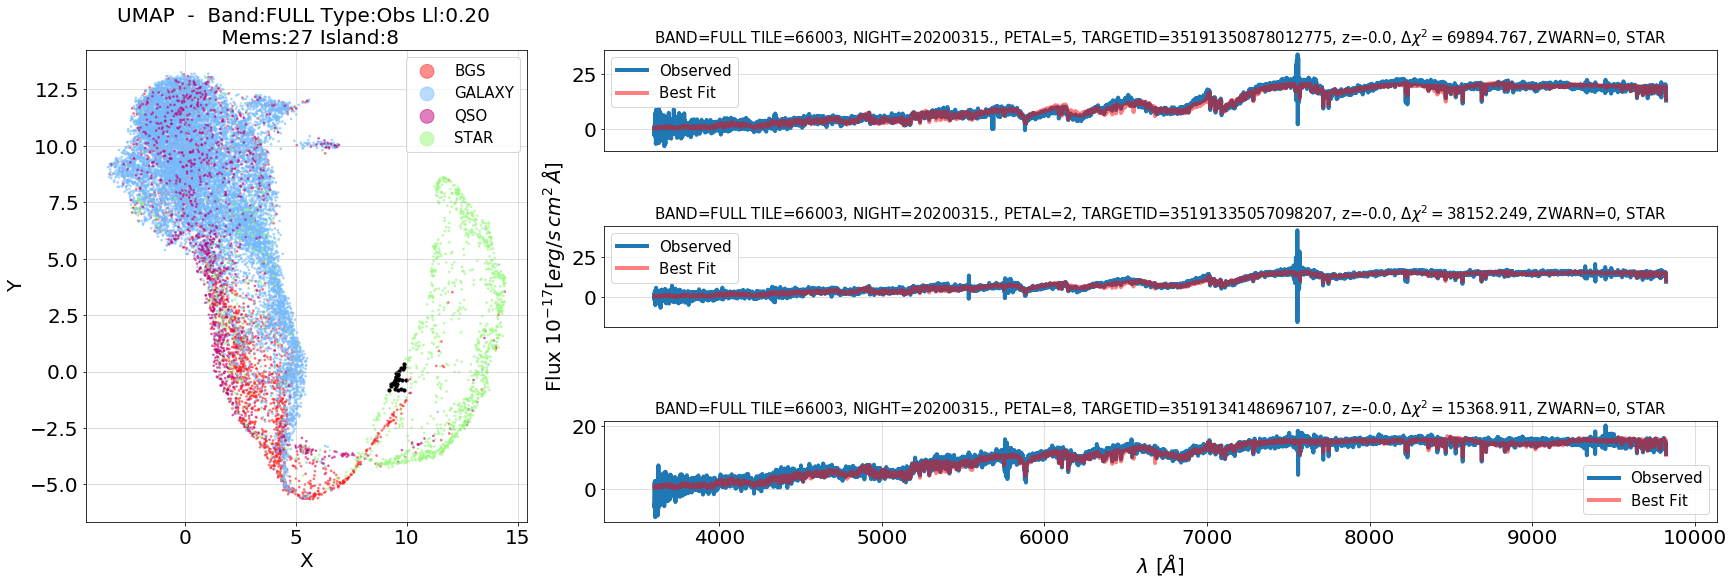 UMAP - Band:FULL Type:Obs Ll:0.20
Mems:27 Island:8
BGS
GALAXY
QSO
STAR
12.5
10.0
7.5
5.0
2.5
0.0
−2.5
−5.0
Y
0
5
10
15
X
Flux 10⁻¹⁷[erg/s cm² Å]
BAND=FULL TILE=66003, NIGHT=20200315., PETAL=5, TARGETID=35191350878012775, z=-0.0, Δχ² = 69894.767, ZWARN=0, STAR
Observed
Best Fit
25
0
BAND=FULL TILE=66003, NIGHT=20200315., PETAL=2, TARGETID=35191335057098207, z=-0.0, Δχ² = 38152.249, ZWARN=0, STAR
Observed
Best Fit
25
0
BAND=FULL TILE=66003, NIGHT=20200315., PETAL=8, TARGETID=35191341486967107, z=-0.0, Δχ² = 15368.911, ZWARN=0, STAR
20
0
Observed
Best Fit
4000
5000
6000
7000
8000
9000
10000
λ [Å]